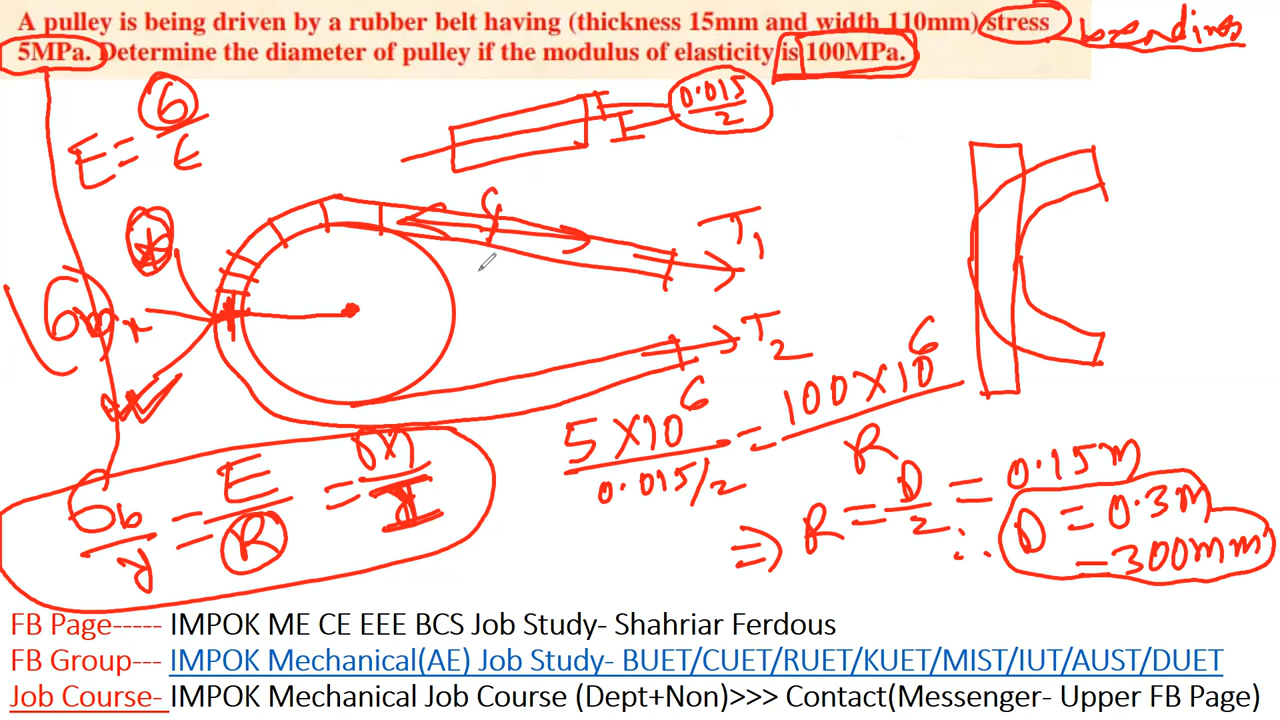 A pulley is being driven by a rubber belt having (thickness 15mm and width 110mm) stress
5MPa. Determine the diameter of pulley if the modulus of elasticity is 100MPa.
bending
E = σ/ε
0.015/2
T1
T2
σb
σb/y = E/R =
5×10^6/0.015/2 = 100×10^6/R
⇒ R = D/2 = 0.15m
∴ D = 0.3m
= 300mm
FB Page----- IMPOK ME CE EEE BCS Job Study- Shahriar Ferdous
FB Group--- IMPOK Mechanical(AE) Job Study- BUET/CUET/RUET/KUET/MIST/IUT/AUST/DUET
Job Course- IMPOK Mechanical Job Course (Dept+Non)>>> Contact(Messenger- Upper FB Page)